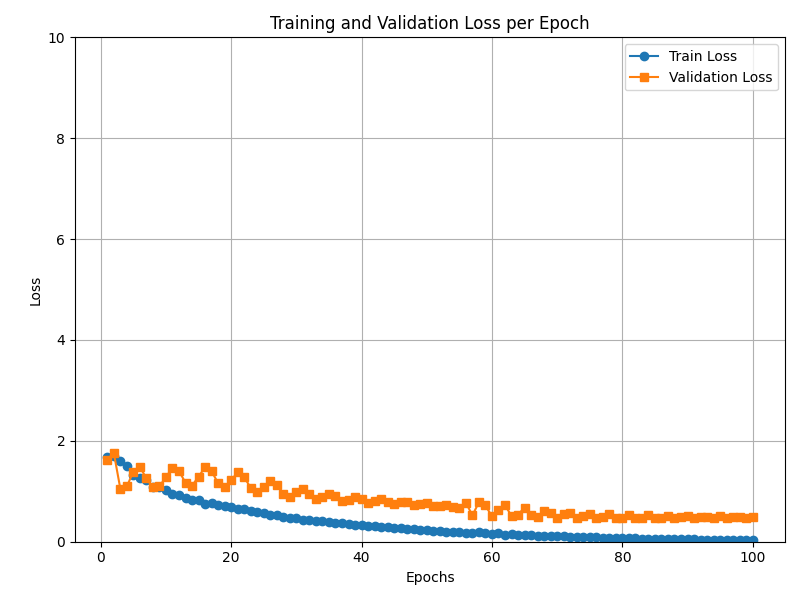 Training and Validation Loss per Epoch
10
8
6
4
2
0
Loss
Train Loss
Validation Loss
0 20 40 60 80 100
Epochs